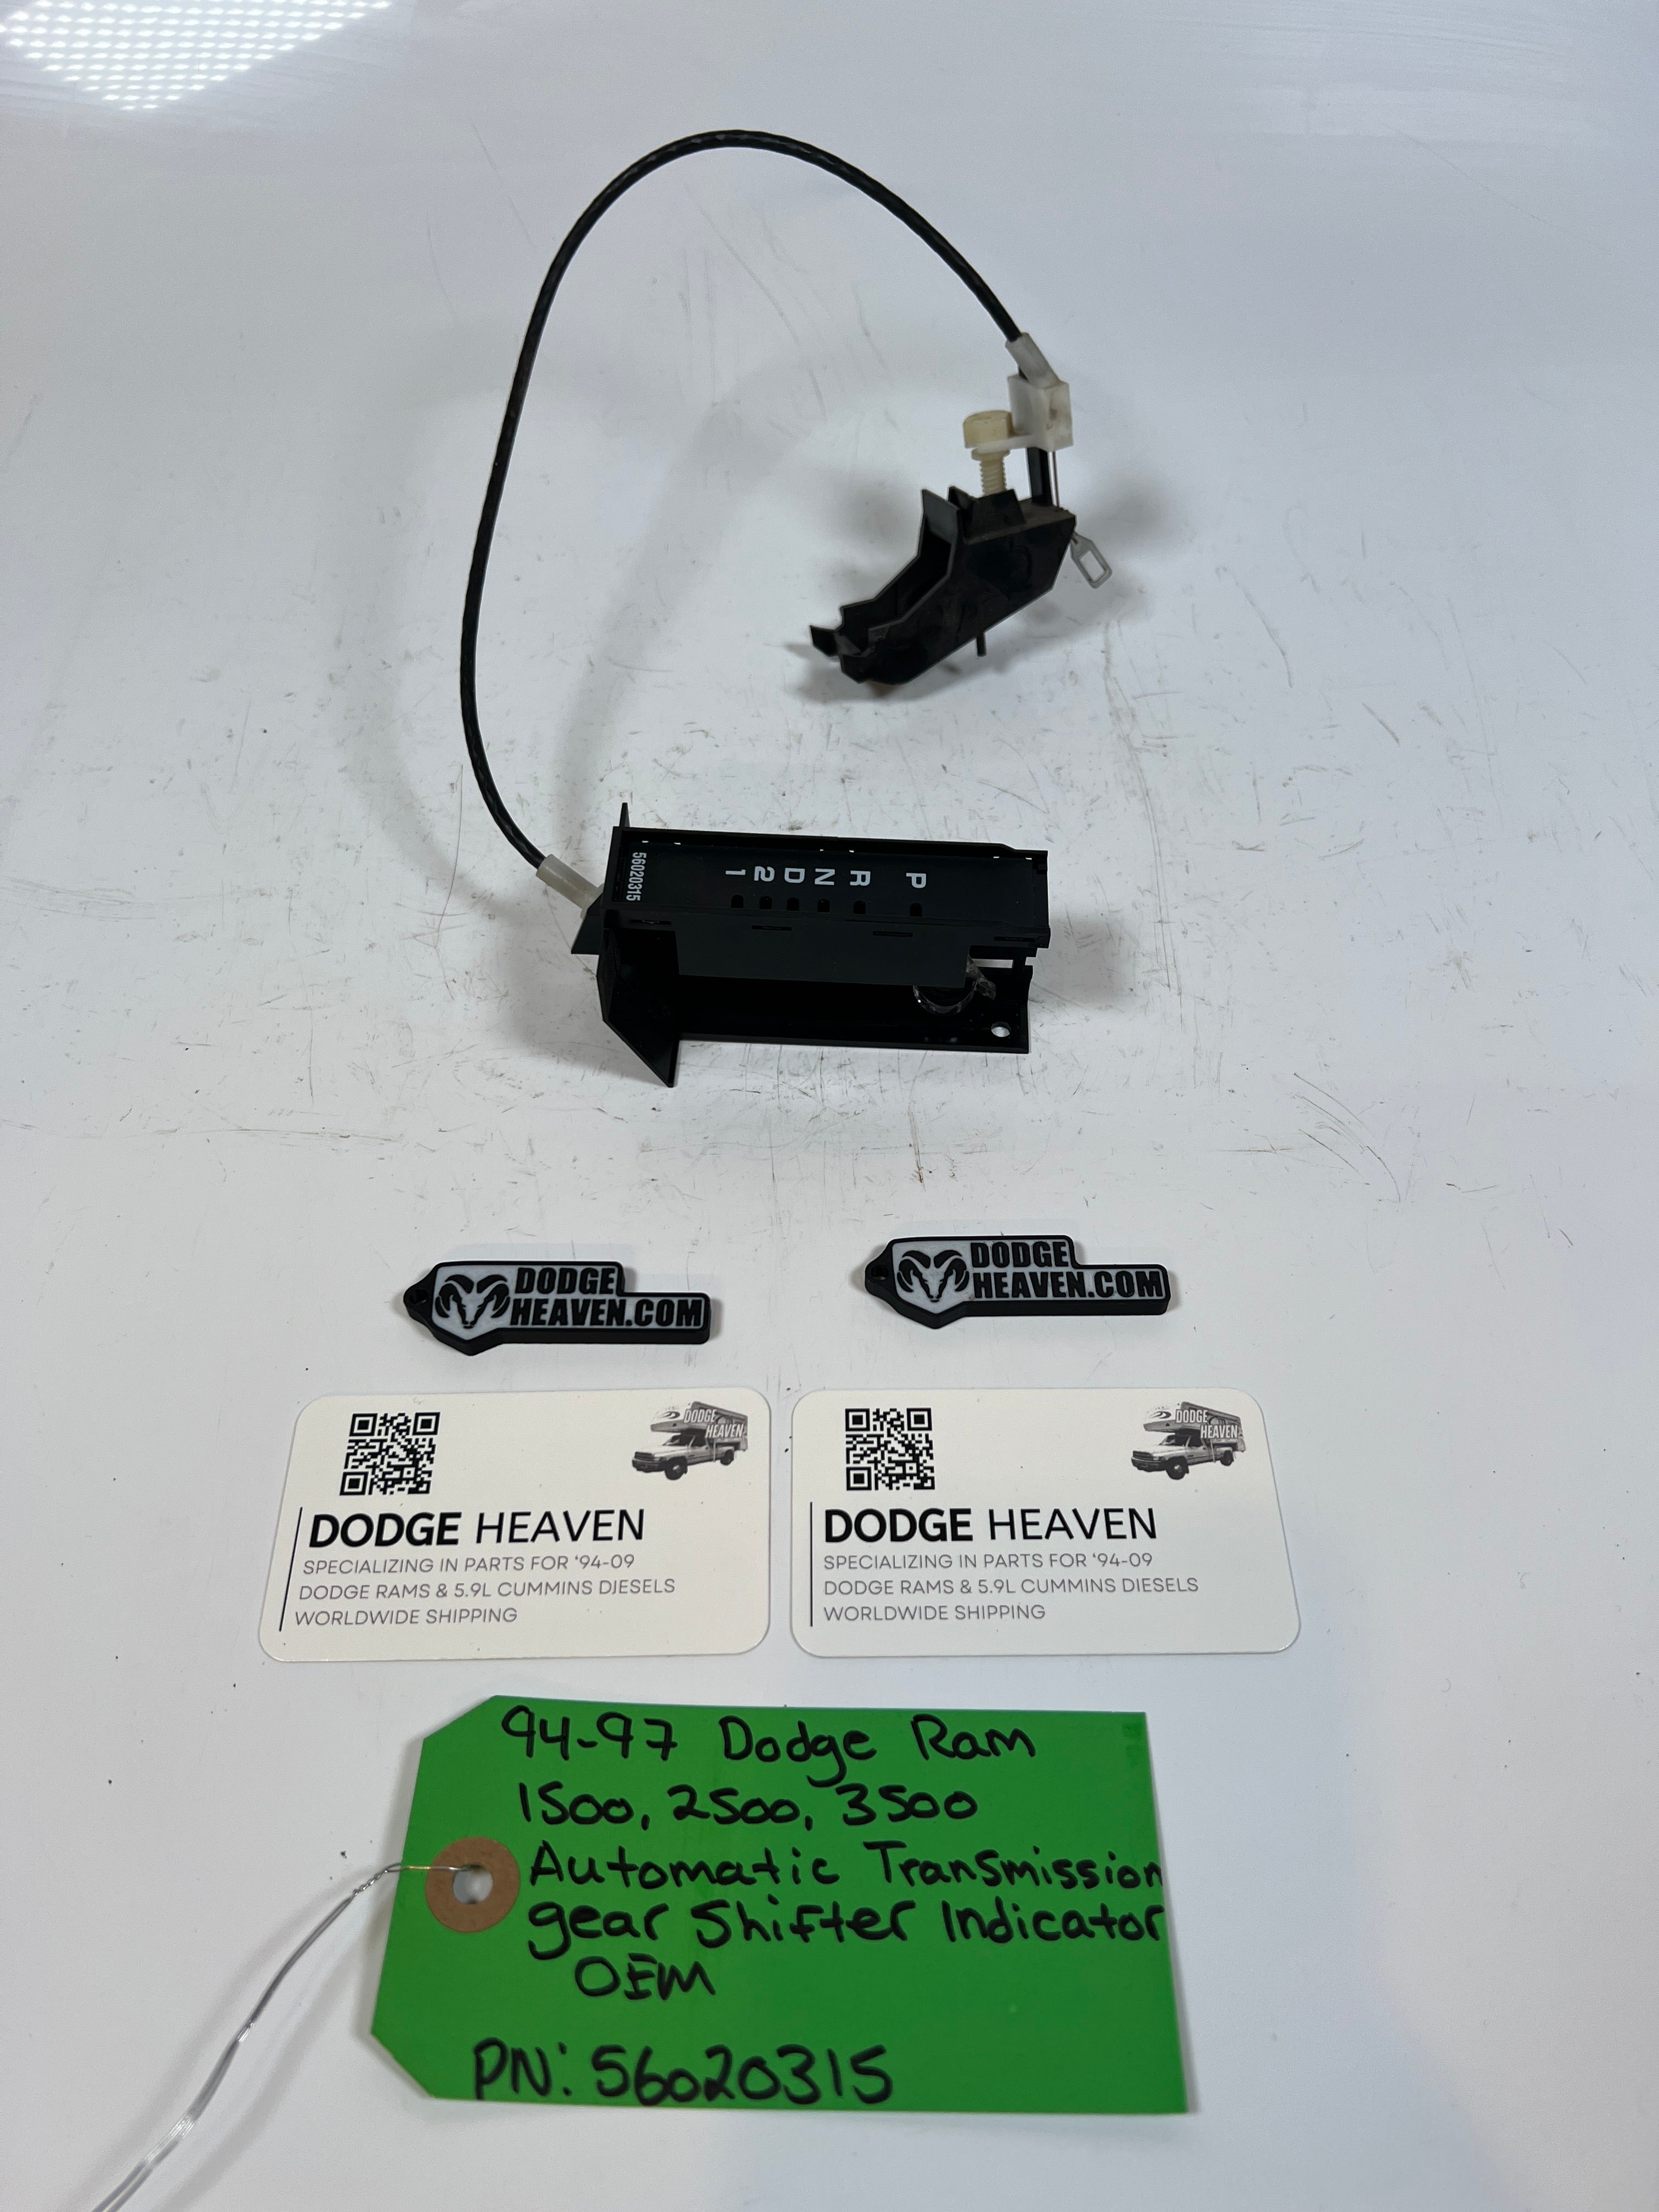 56020315
1 2 D N R P
DODGE
HEAVEN.COM
DODGE
HEAVEN.COM
DODGE
HEAVEN
DODGE HEAVEN
SPECIALIZING IN PARTS FOR '94-09
DODGE RAMS & 5.9L CUMMINS DIESELS
WORLDWIDE SHIPPING
DODGE
HEAVEN
DODGE HEAVEN
SPECIALIZING IN PARTS FOR '94-09
DODGE RAMS & 5.9L CUMMINS DIESELS
WORLDWIDE SHIPPING
94-97 Dodge Ram
1500, 2500, 3500
Automatic Transmission
gear Shifter Indicator
OEM
PN: 56020315